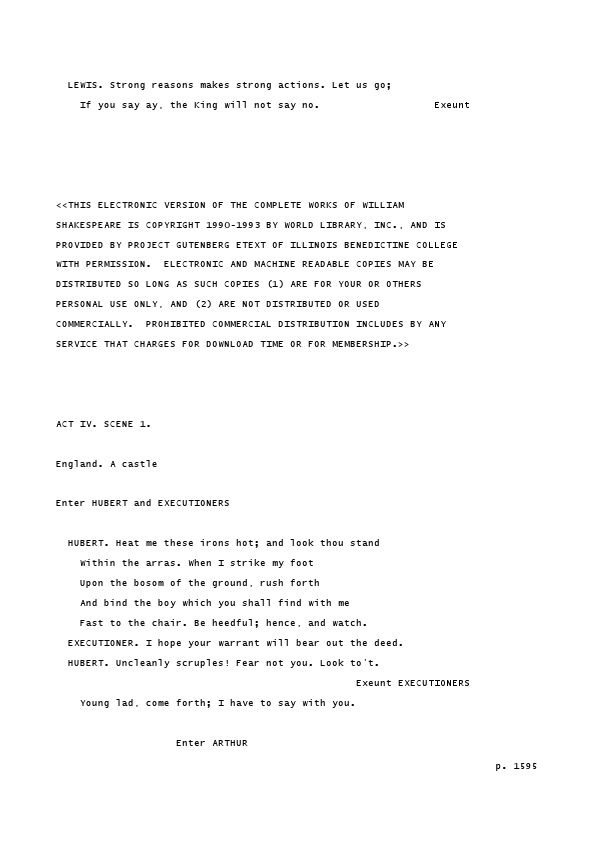 LEWIS. Strong reasons makes strong actions. Let us go;
If you say ay, the King will not say no. Exeunt
<<THIS ELECTRONIC VERSION OF THE COMPLETE WORKS OF WILLIAM
SHAKESPEARE IS COPYRIGHT 1990-1993 BY WORLD LIBRARY, INC., AND IS
PROVIDED BY PROJECT GUTENBERG ETEXT OF ILLINOIS BENEDICTINE COLLEGE
WITH PERMISSION. ELECTRONIC AND MACHINE READABLE COPIES MAY BE
DISTRIBUTED SO LONG AS SUCH COPIES (1) ARE FOR YOUR OR OTHERS
PERSONAL USE ONLY, AND (2) ARE NOT DISTRIBUTED OR USED
COMMERCIALLY. PROHIBITED COMMERCIAL DISTRIBUTION INCLUDES BY ANY
SERVICE THAT CHARGES FOR DOWNLOAD TIME OR FOR MEMBERSHIP.>>
ACT IV. SCENE 1.
England. A castle
Enter HUBERT and EXECUTIONERS
HUBERT. Heat me these irons hot; and look thou stand
Within the arras. When I strike my foot
Upon the bosom of the ground, rush forth
And bind the boy which you shall find with me
Fast to the chair. Be heedful; hence, and watch.
EXECUTIONER. I hope your warrant will bear out the deed.
HUBERT. Uncleanly scruples! Fear not you. Look to't.
Exeunt EXECUTIONERS
Young lad, come forth; I have to say with you.
Enter ARTHUR
p. 1595